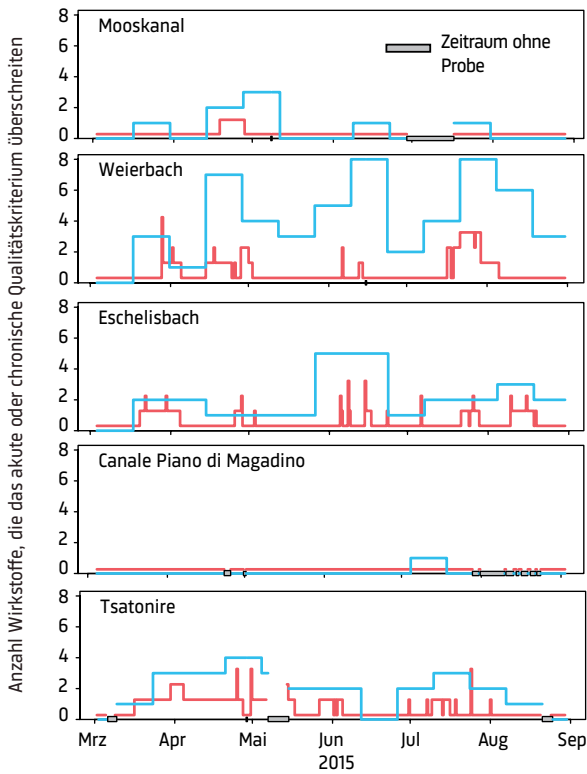 Anzahl Wirkstoffe, die das akute oder chronische Qualitätskriterium überschreiten
Mooskanal
Zeitraum ohne
Probe
8
6
4
2
0
Weierbach
8
6
4
2
0
Eschelisbach
8
6
4
2
0
Canale Piano di Magadino
8
6
4
2
0
Tsatonire
8
6
4
2
0
Mrz Apr Mai Jun Jul Aug Sep
2015